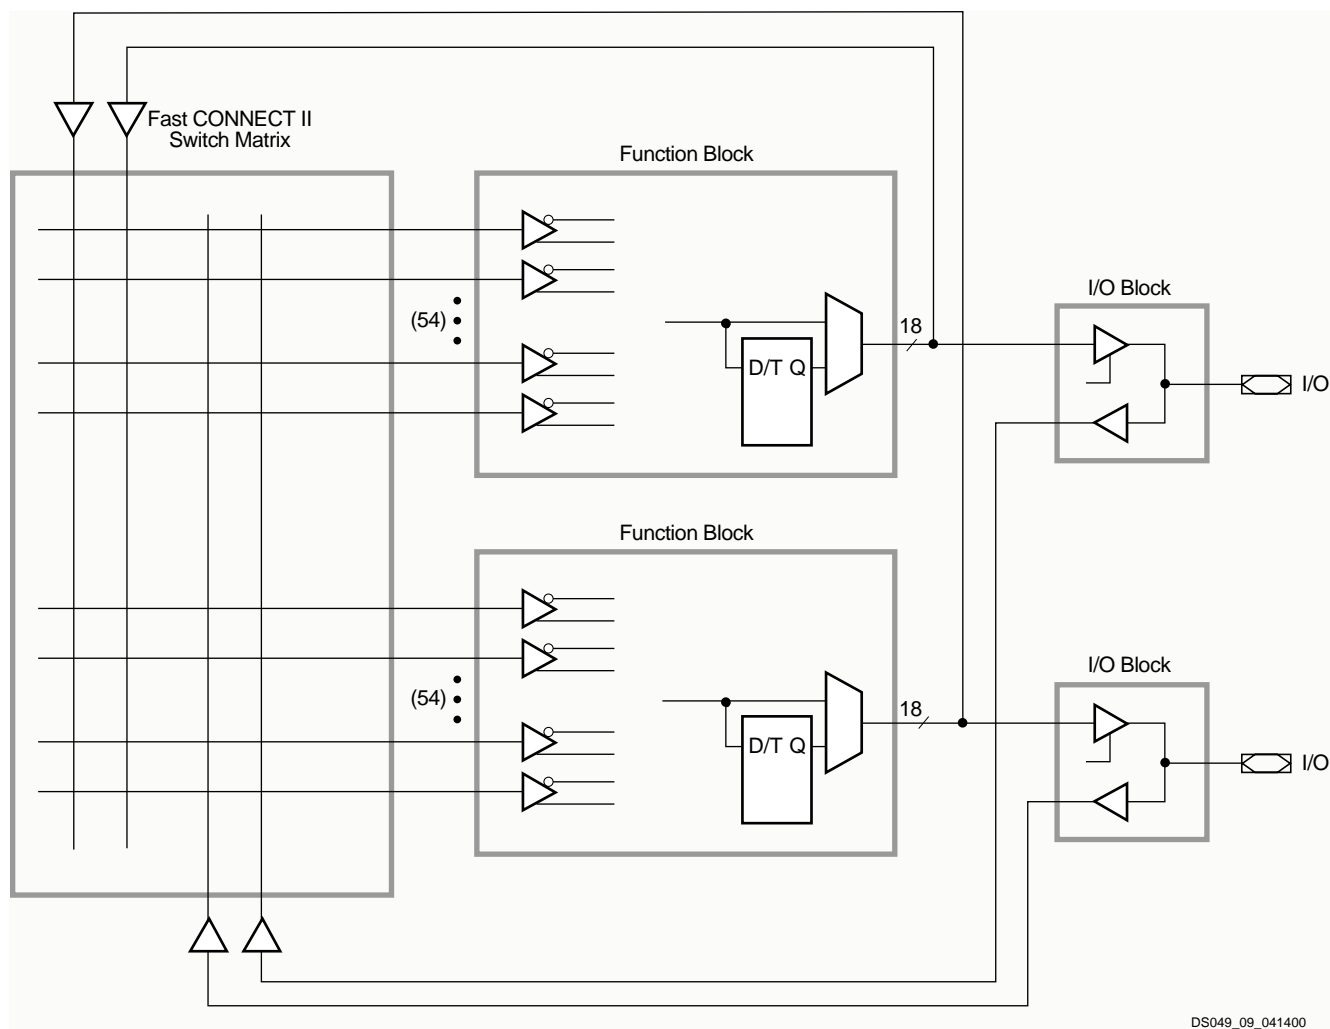 Fast CONNECT II
Switch Matrix
Function Block
(54)
D/T Q
18
I/O Block
I/O
Function Block
(54)
D/T Q
18
I/O Block
I/O
DS049_09_041400